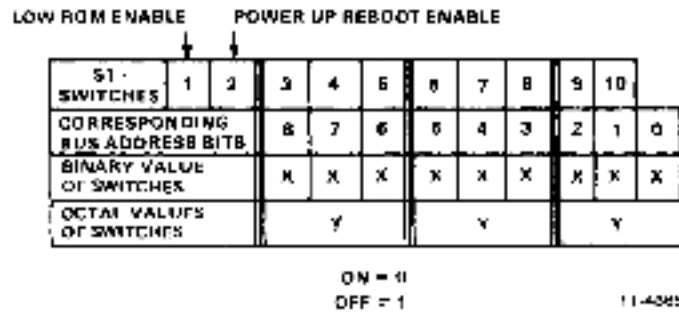 LOW ROM ENABLE POWER UP REBOOT ENABLE
S1 - SWITCHES 1 2 3 4 5 6 7 8 9 10
CORRESPONDING BUS ADDRESS BITS 8 7 6 5 4 3 2 1 0
BINARY VALUE OF SWITCHES X X X X X X X X X
OCTAL VALUES OF SWITCHES Y Y Y
ON = 0
OFF = 1